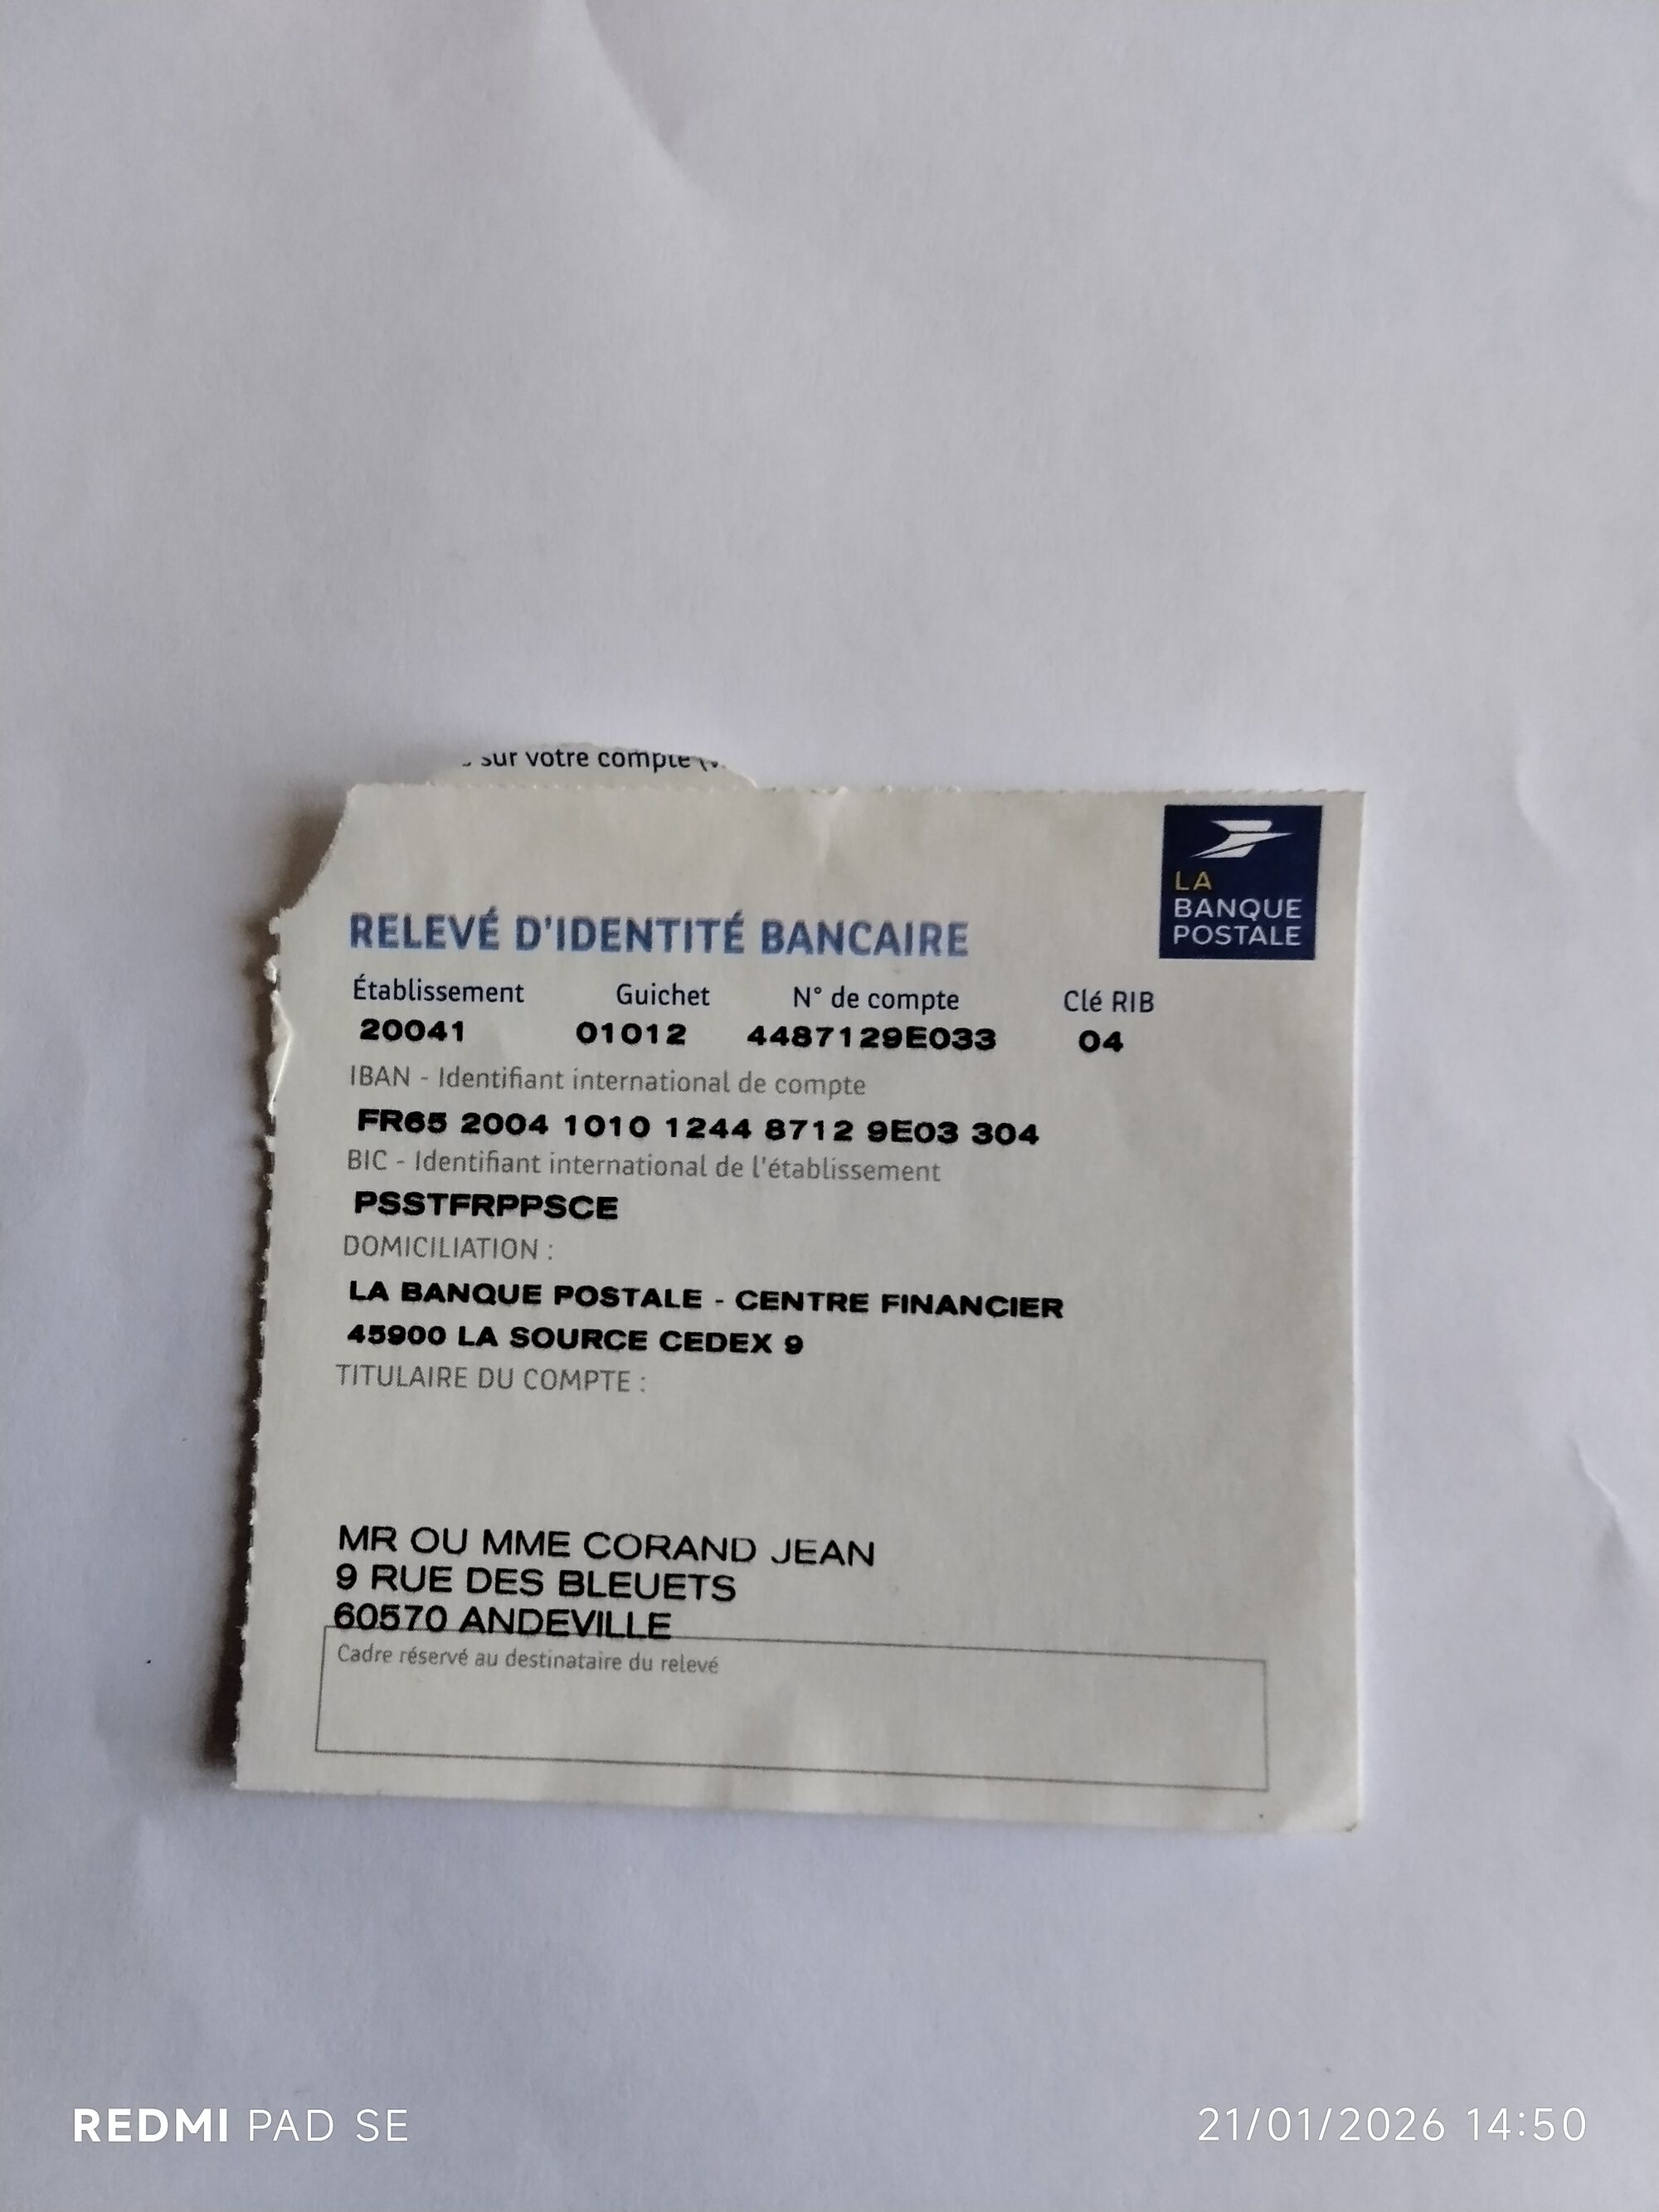 sur votre compte
LA
BANQUE
POSTALE
RELEVÉ D'IDENTITÉ BANCAIRE
Établissement Guichet N° de compte Clé RIB
20041 01012 4487129E033 04
IBAN - Identifiant international de compte
FR65 2004 1010 1244 8712 9E03 304
BIC - Identifiant international de l'établissement
PSSTFRPPSCE
DOMICILIATION :
LA BANQUE POSTALE - CENTRE FINANCIER
45900 LA SOURCE CEDEX 9
TITULAIRE DU COMPTE :
MR OU MME CORAND JEAN
9 RUE DES BLEUETS
60570 ANDEVILLE
Cadre réservé au destinataire du relevé
REDMI PAD SE
21/01/2026 14:50